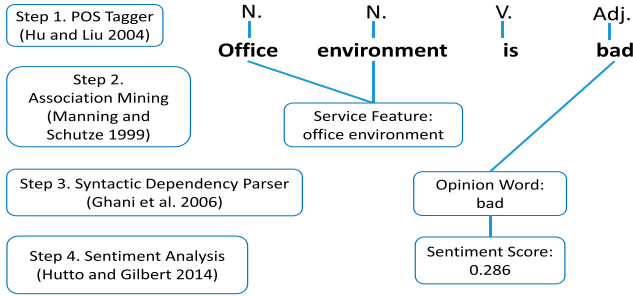 Step 1. POS Tagger
(Hu and Liu 2004)
N. N. V. Adj.
Office environment is bad
Step 2.
Association Mining
(Manning and
Schutze 1999)
Service Feature:
office environment
Step 3. Syntactic Dependency Parser
(Ghani et al. 2006)
Opinion Word:
bad
Step 4. Sentiment Analysis
(Hutto and Gilbert 2014)
Sentiment Score:
0.286